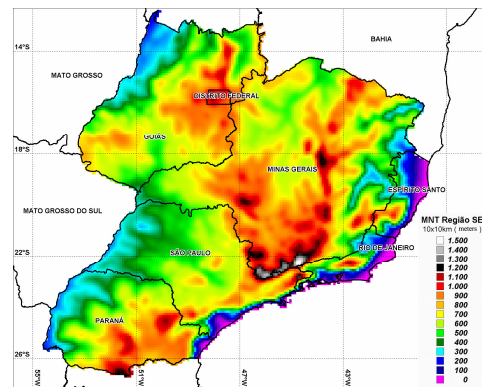 BAHIA
14°S
MATO GROSSO
DISTRITO FEDERAL
GOIAS
18°S
MINAS GERAIS
ESPIRITO SANTO
MATO GROSSO DO SUL
MNT Região SE
10x10km ( meters )
RIO DE JANEIRO
SÃO PAULO
22°S
1.500
1.400
1.300
1.200
1.100
1.000
900
800
700
600
500
400
300
200
100
0
PARANÁ
26°S
55°W
51°W
47°W
43°W